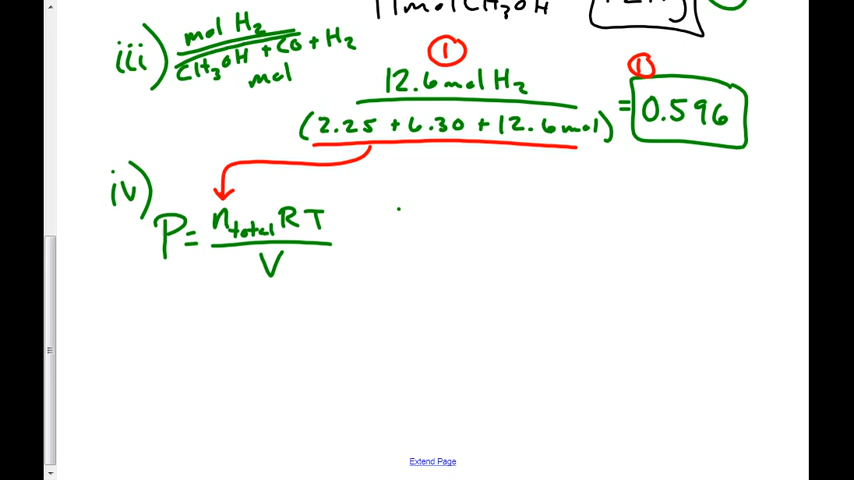 11 mol CH3OH
iii) mol H2
CH3OH + CO + H2
mol
①
12.6 mol H2
(2.25 + 6.30 + 12.6 mol) = 0.596
①
iv)
P = ntotal R T
V
Extend Page